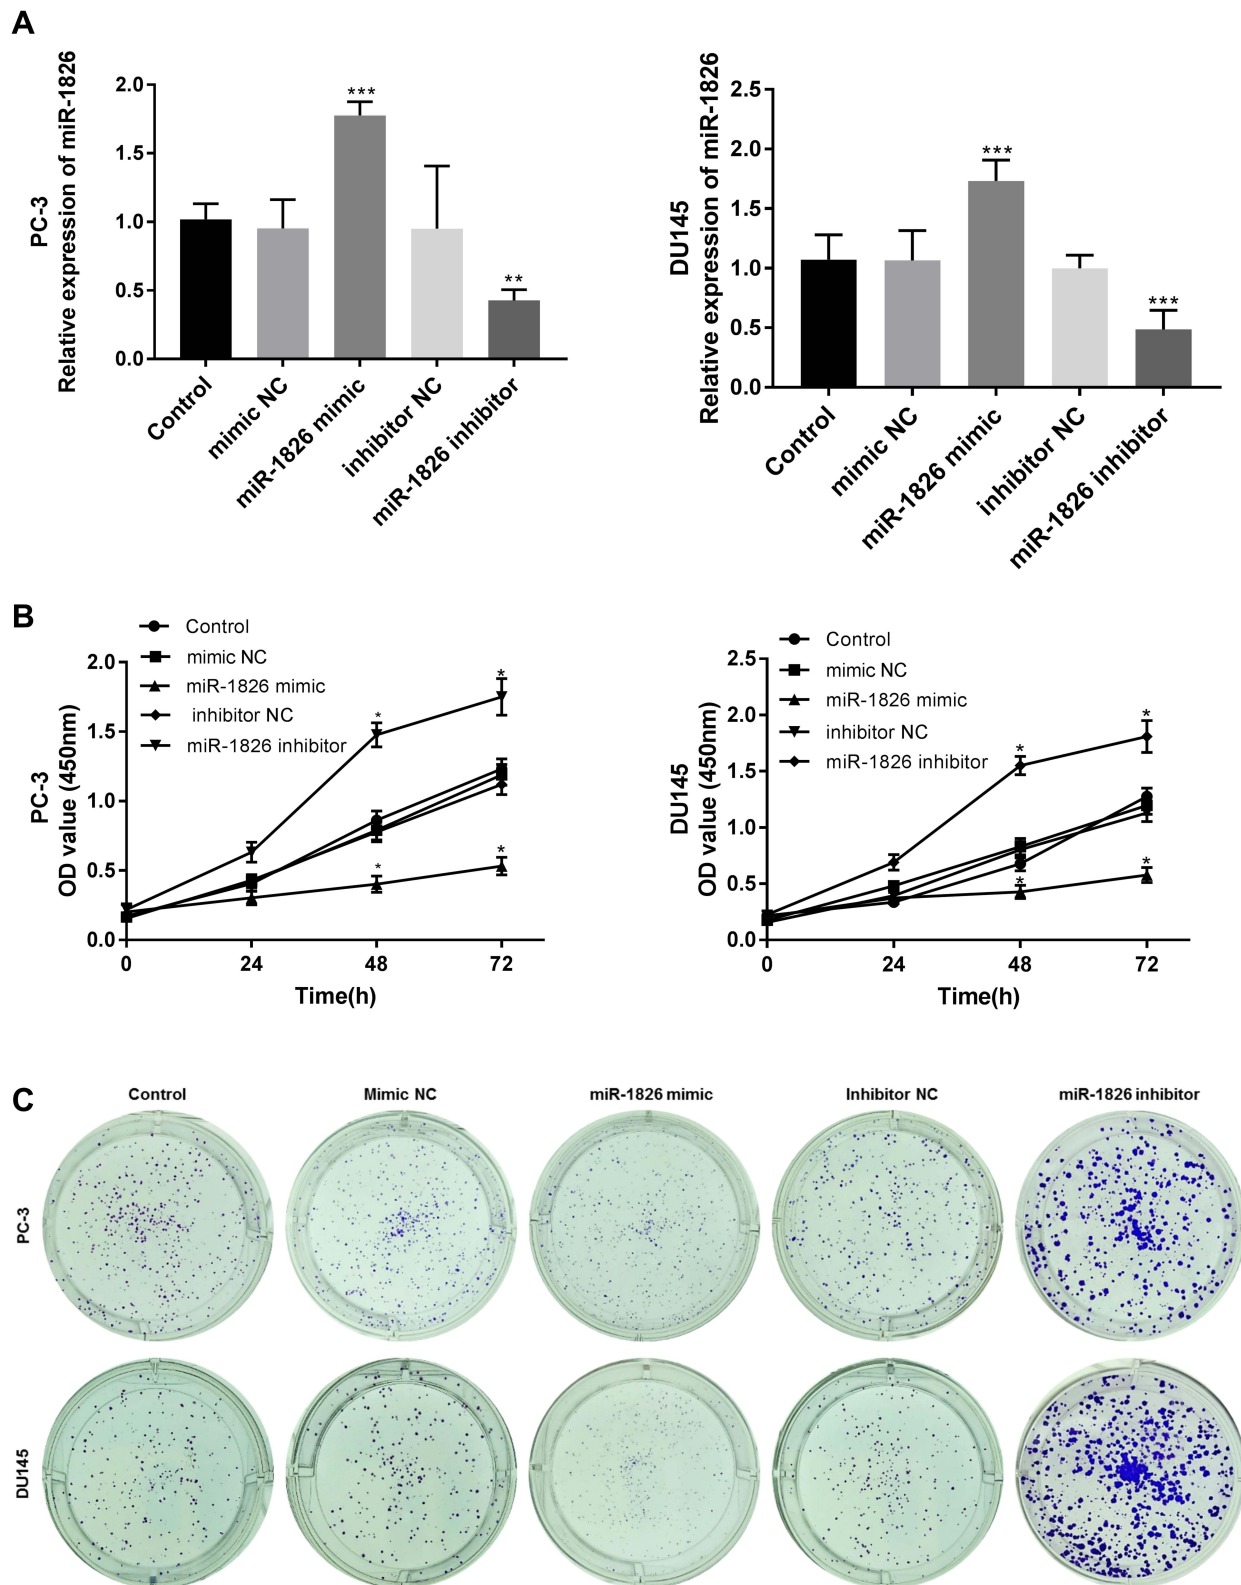 A
PC-3
Relative expression of miR-1826
2.0
1.5
1.0
0.5
0.0
***
**
Control
mimic NC
miR-1826 mimic
inhibitor NC
miR-1826 inhibitor
DU145
Relative expression of miR-1826
2.5
2.0
1.5
1.0
0.5
0.0
***
***
Control
mimic NC
miR-1826 mimic
inhibitor NC
miR-1826 inhibitor
B
PC-3
OD value (450nm)
Control
mimic NC
miR-1826 mimic
inhibitor NC
miR-1826 inhibitor
2.0
1.5
1.0
0.5
0.0
*
*
*
*
0
24
48
72
Time(h)
DU145
OD value (450nm)
Control
mimic NC
miR-1826 mimic
inhibitor NC
miR-1826 inhibitor
2.5
2.0
1.5
1.0
0.5
0.0
*
*
*
*
0
24
48
72
Time(h)
C
Control
Mimic NC
miR-1826 mimic
Inhibitor NC
miR-1826 inhibitor
PC-3
DU145